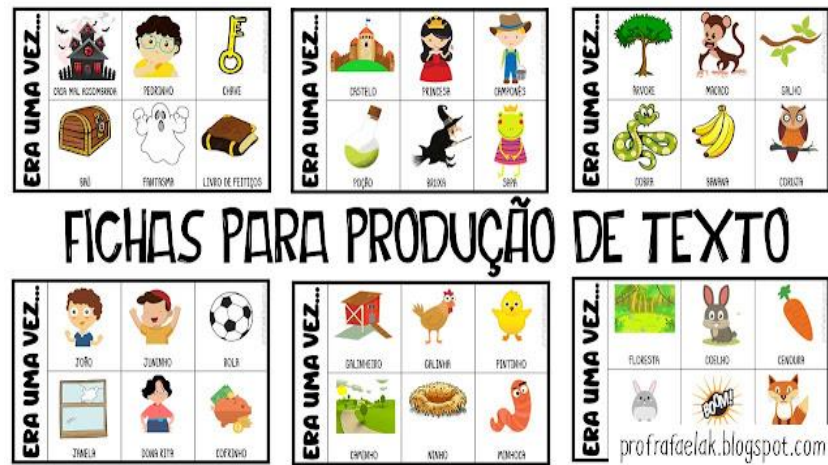 ERA UMA VEZ...
CASA MAL ASSOMBRADA
PEDRINHO
CHAVE
BAÚ
FANTASMA
LIVRO DE FEITIÇOS
ERA UMA VEZ...
CASTELO
PRINCESA
CAMPONÊS
POÇÃO
BRUXA
SAPA
ERA UMA VEZ...
ÁRVORE
MACACO
GALHO
COBRA
BANANA
CORUJA
FICHAS PARA PRODUÇÃO DE TEXTO
ERA UMA VEZ...
JOÃO
JUNINHO
BOLA
JANELA
DONA RITA
COFRINHO
ERA UMA VEZ...
GALINHEIRO
GALINHA
PINTINHO
CAMINHO
NINHO
MINHOCA
ERA UMA VEZ...
FLORESTA
COELHO
CENOURA
BOOM!
profrafaelak.blogspot.com